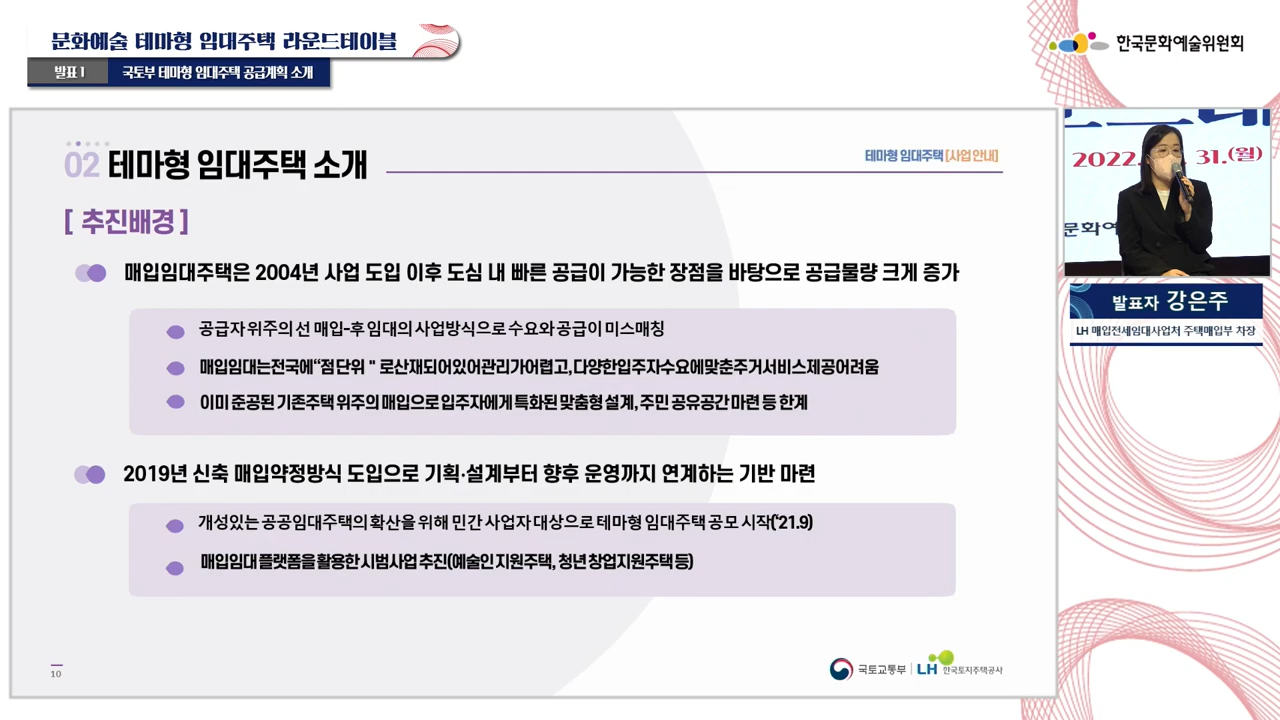 문화예술 테마형 임대주택 라운드테이블
발표 1 국토부 테마형 임대주택 공급계획 소개
한국문화예술위원회
02 테마형 임대주택 소개
테마형 임대주택 [사업 안내]
[ 추진배경 ]
매입임대주택은 2004년 사업 도입 이후 도심 내 빠른 공급이 가능한 장점을 바탕으로 공급물량 크게 증가
공급자 위주의 선 매입-후 임대의 사업방식으로 수요와 공급이 미스매칭
매입임대는전국에“점단위 " 로산재되어있어관리가어렵고,다양한입주자수요에맞춘주거서비스제공어려움
이미 준공된 기존주택 위주의 매입으로 입주자에게 특화된 맞춤형 설계, 주민 공유공간 마련 등 한계
2019년 신축 매입약정방식 도입으로 기획·설계부터 향후 운영까지 연계하는 기반 마련
개성있는 공공임대주택의 확산을 위해 민간 사업자 대상으로 테마형 임대주택 공모 시작(‘21.9)
매입임대 플랫폼을 활용한 시범사업 추진(예술인 지원주택, 청년 창업지원주택 등)
10
국토교통부
LH 한국토지주택공사
2022. 31.(월)
문화예
발표자 강은주
LH 매입전세임대사업처 주택매입부 차장